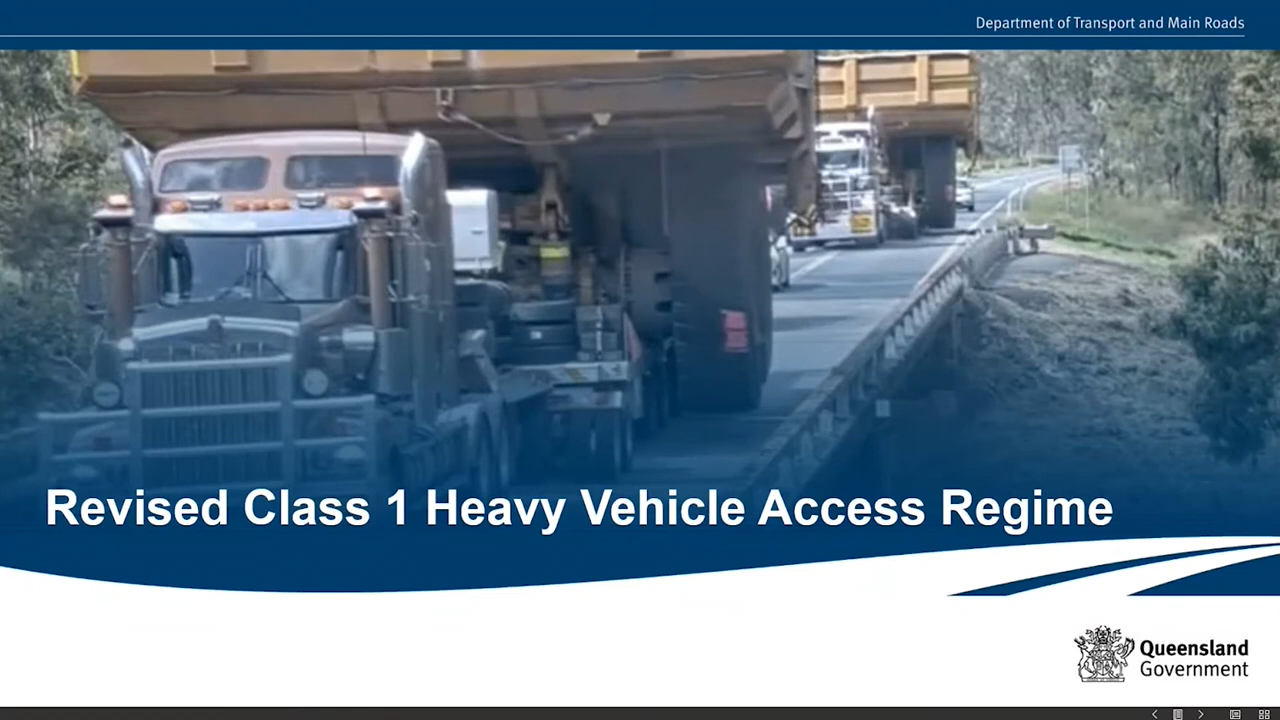 Department of Transport and Main Roads
Revised Class 1 Heavy Vehicle Access Regime
Queensland
Government